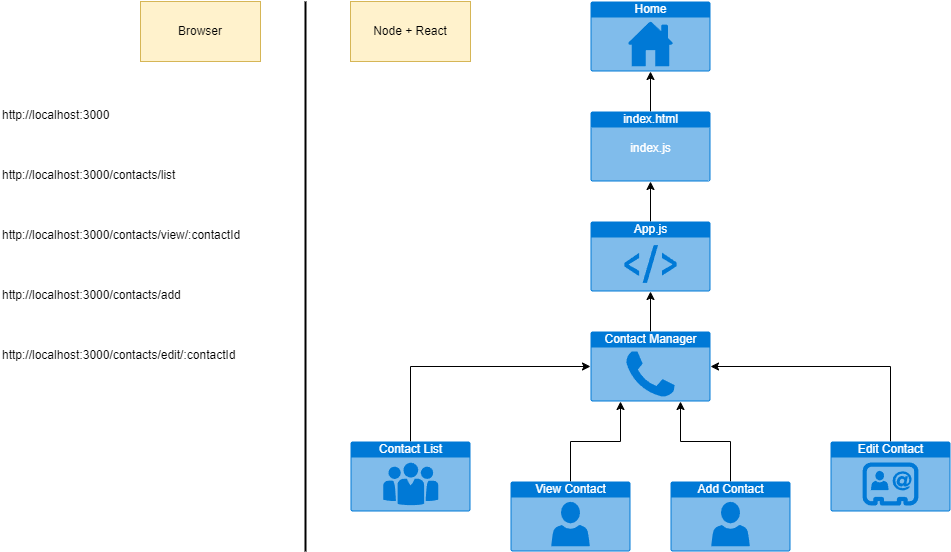 Browser
Node + React
Home
http://localhost:3000
index.html
index.js
http://localhost:3000/contacts/list
http://localhost:3000/contacts/view/:contactId
App.js
</>
http://localhost:3000/contacts/add
http://localhost:3000/contacts/edit/:contactId
Contact Manager
Contact List
Edit Contact
@
View Contact
Add Contact